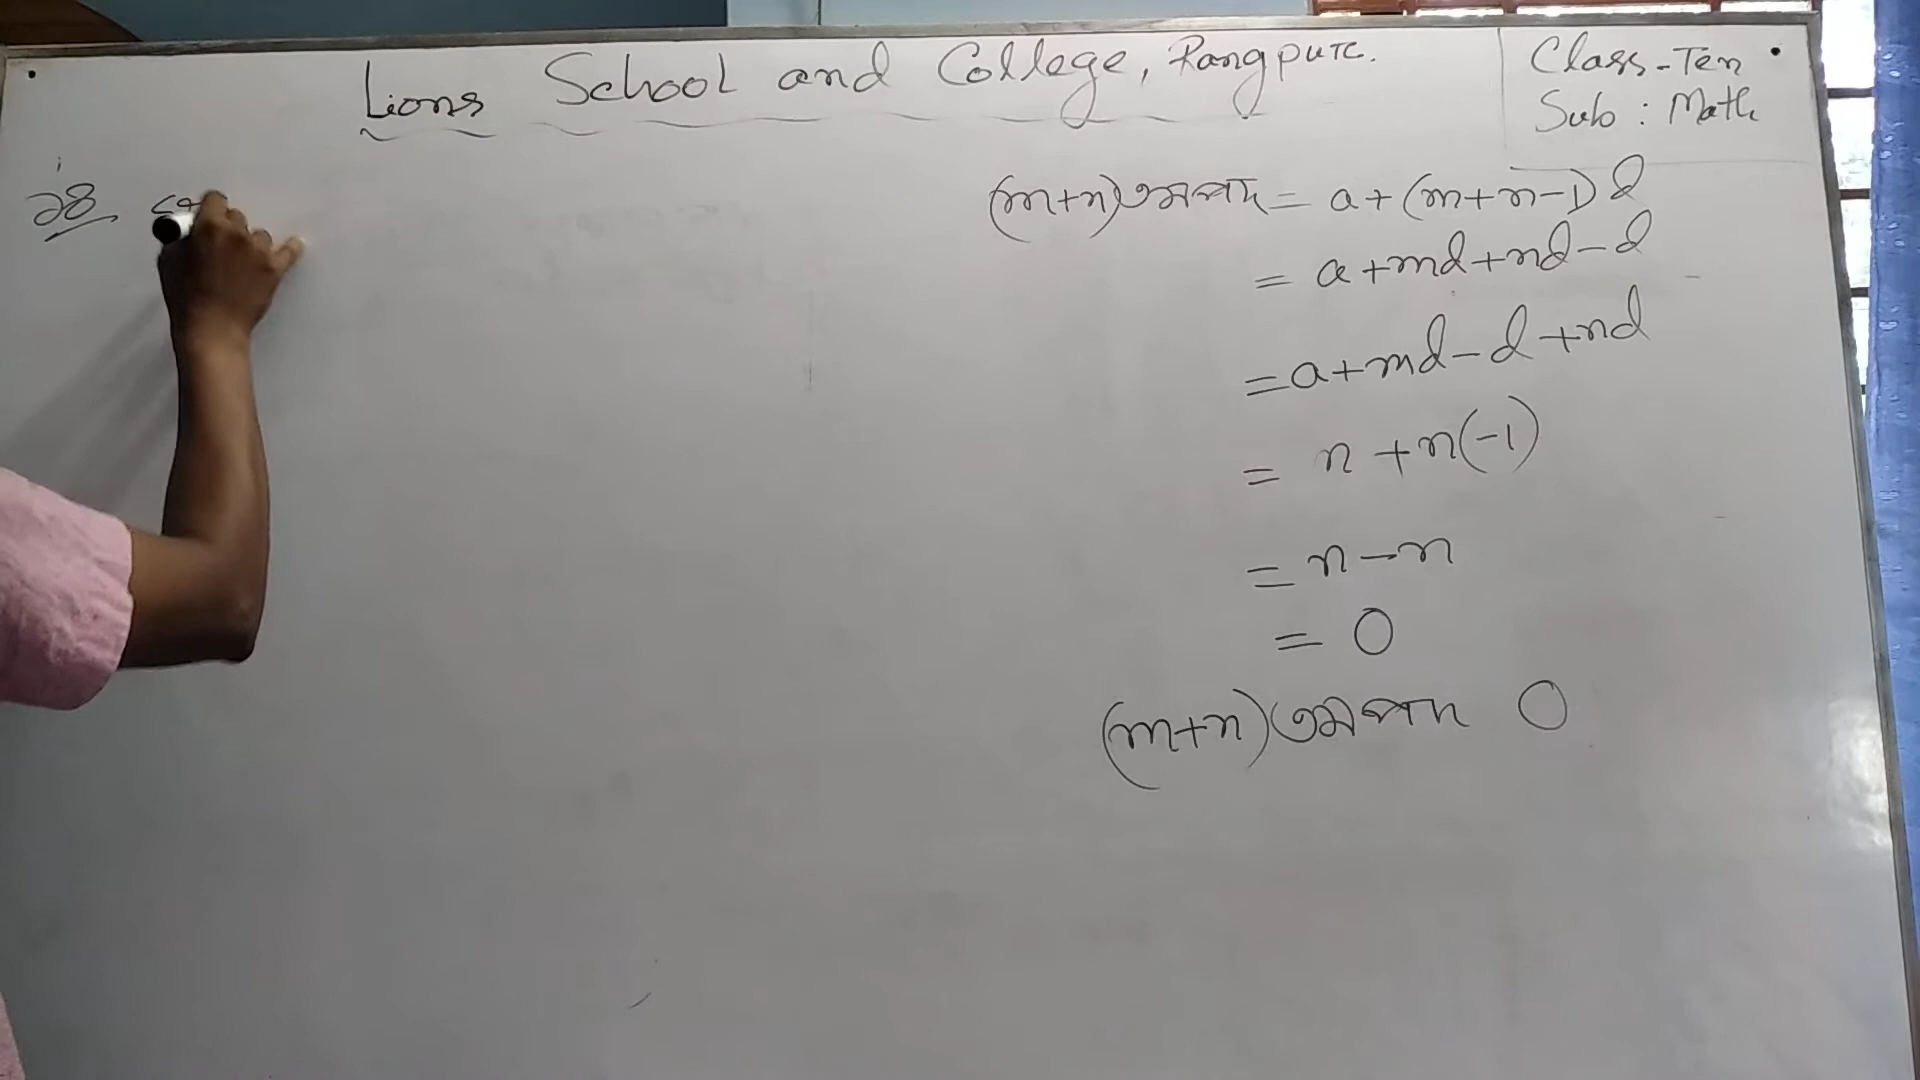 Lions School and College, Rangpur.
Class-Ten
Sub : Math
১৪.
(m+n)তম পদ = a+(m+n-1)d
= a+md+nd-d
= a+md-d+nd
= n+n(-1)
= n-n
= 0
(m+n)তম পদ 0